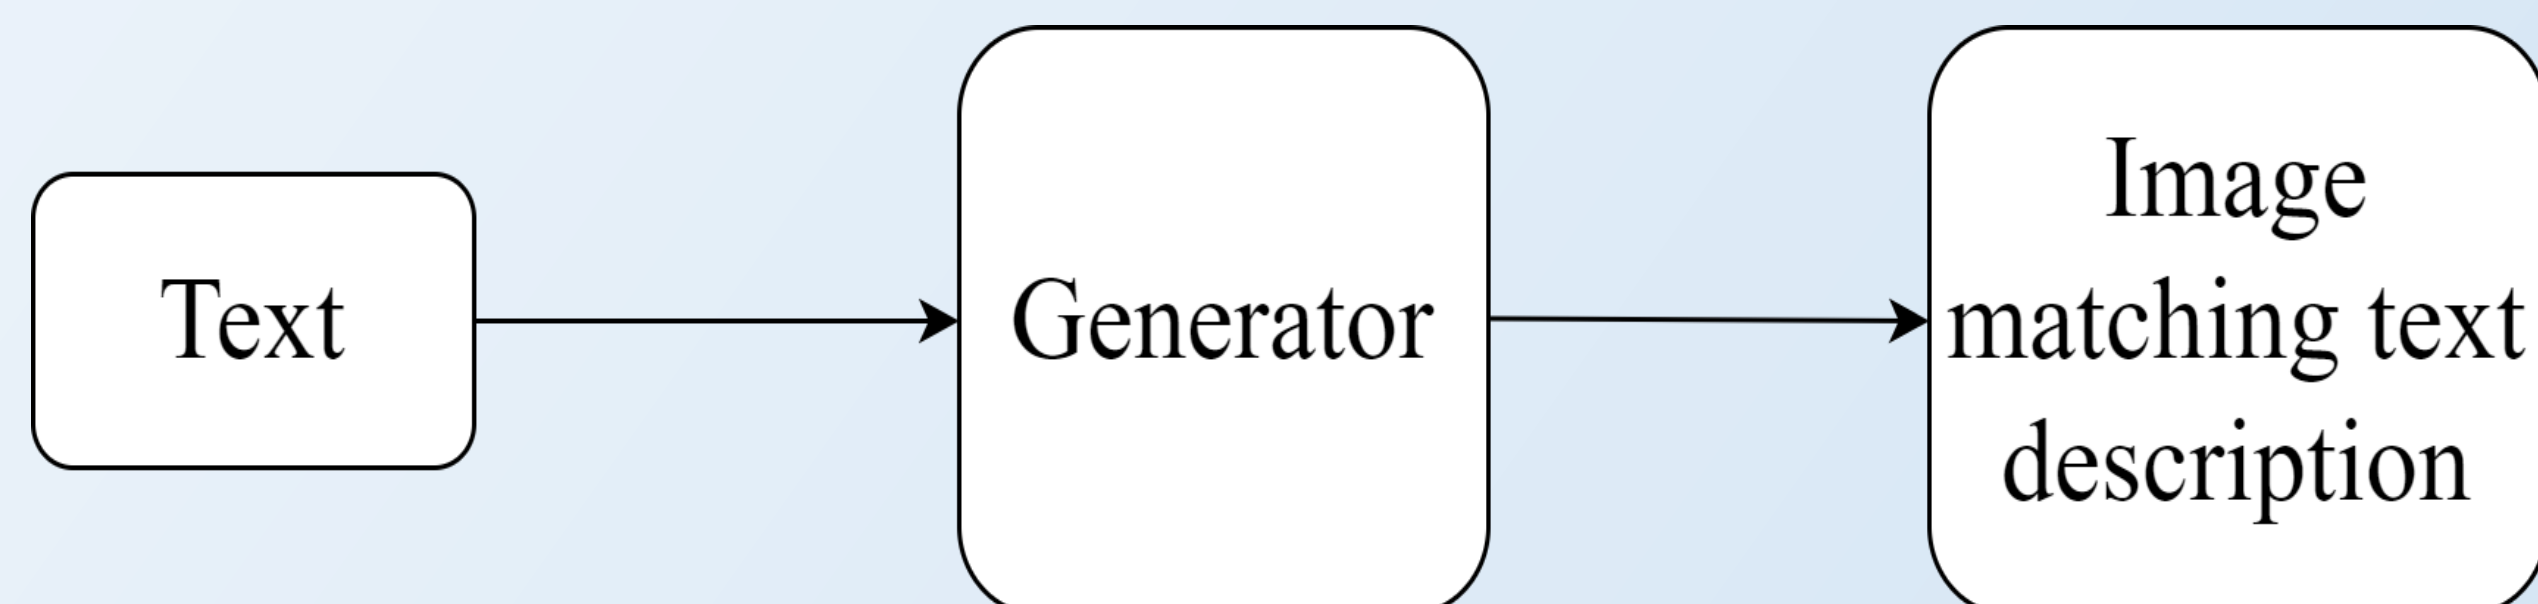 Text
Generator
Image
matching text
description